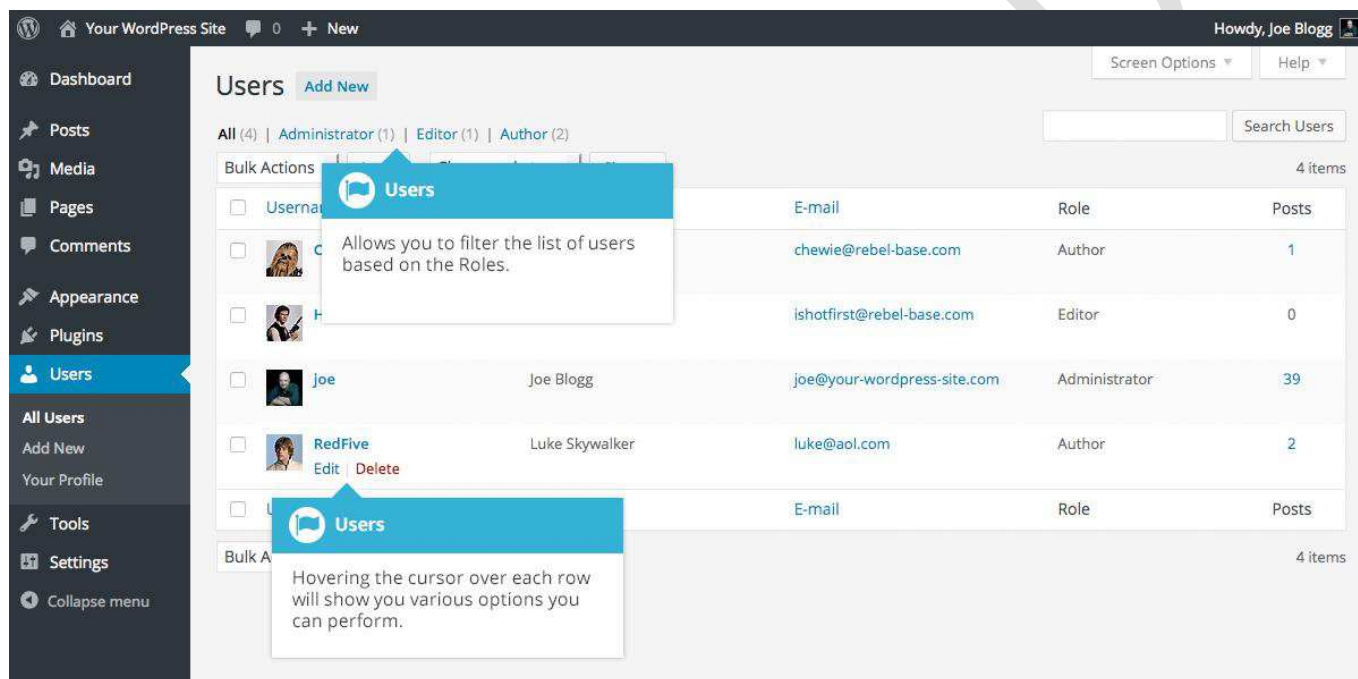 Your WordPress Site 0 + New Howdy, Joe Blogg
Screen Options Help
Dashboard
Posts
Media
Pages
Comments
Appearance
Plugins
Users
All Users
Add New
Your Profile
Tools
Settings
Collapse menu
Users Add New
All (4) | Administrator (1) | Editor (1) | Author (2)
Search Users
Bulk Actions
4 items
E-mail Role Posts
Users
Allows you to filter the list of users
based on the Roles.
chewie@rebel-base.com Author 1
ishotfirst@rebel-base.com Editor 0
joe Joe Blogg joe@your-wordpress-site.com Administrator 39
RedFive Luke Skywalker luke@aol.com Author 2
Edit | Delete
E-mail Role Posts
Users
Hovering the cursor over each row
will show you various options you
can perform.
4 items